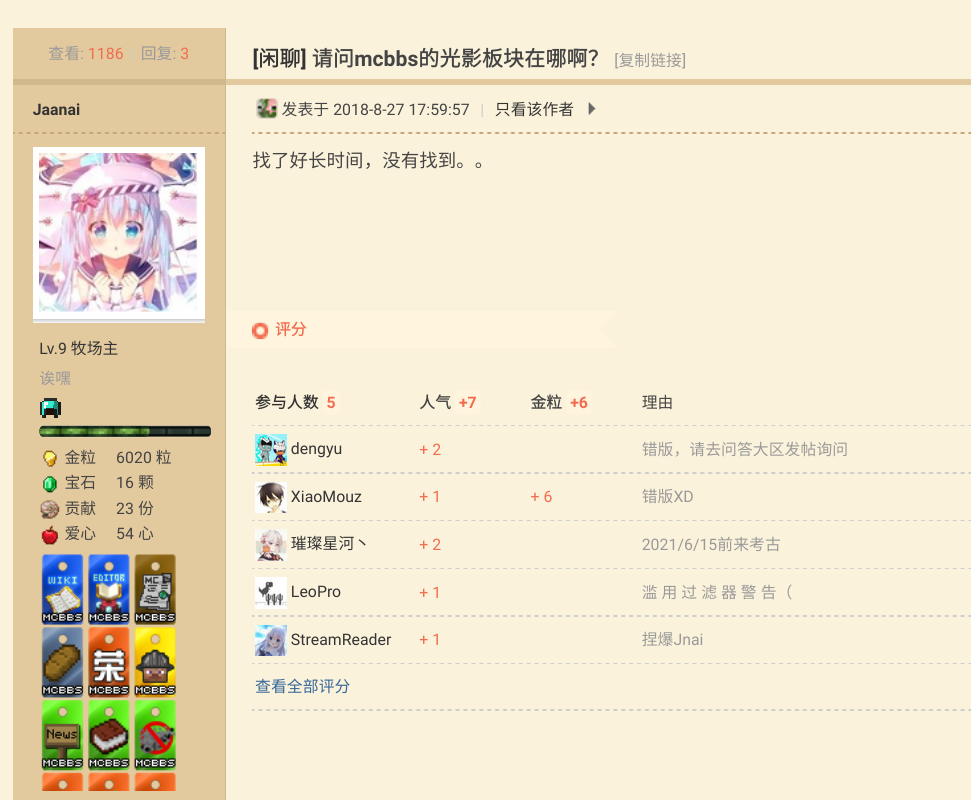 查看: 1186 | 回复: 3
[闲聊] 请问mcbbs的光影板块在哪啊？ [复制链接]
Jaanai
发表于 2018-8-27 17:59:57 | 只看该作者
找了好长时间，没有找到。。
Lv.9 牧场主
诶嘿
金粒 6020 粒
宝石 16 颗
贡献 23 份
爱心 54 心
WIKI MCBBS
EDITOR MCBBS
MC MCBBS
MCBBS
荣 MCBBS
MCBBS
News MCBBS
MCBBS
MCBBS
评分
参与人数 5 人气 +7 金粒 +6 理由
dengyu + 2 错版，请去问答大区发帖询问
XiaoMouz + 1 + 6 错版XD
璀璨星河丶 + 2 2021/6/15前来考古
LeoPro + 1 滥 用 过 滤 器 警 告（
StreamReader + 1 捏爆Jnai
查看全部评分